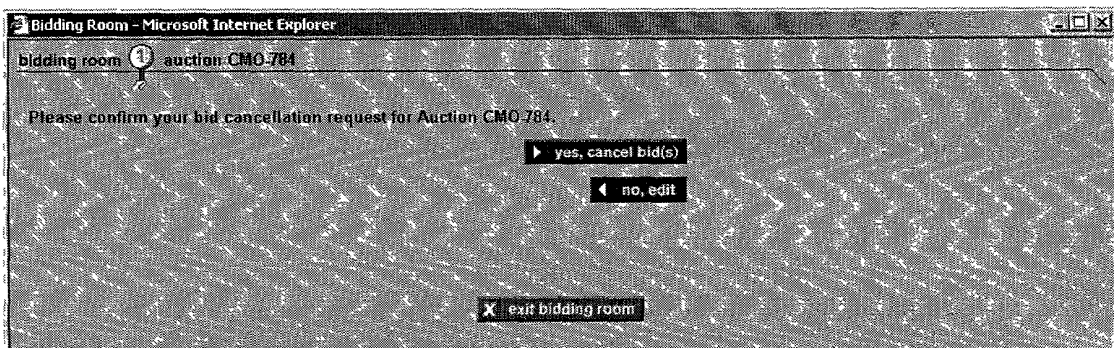 Bidding Room - Microsoft Internet Explorer
bidding room 1 auction CMO-784
Please confirm your bid cancellation request for Auction CMO 784.
yes, cancel bid(s)
no, edit
X exit bidding room